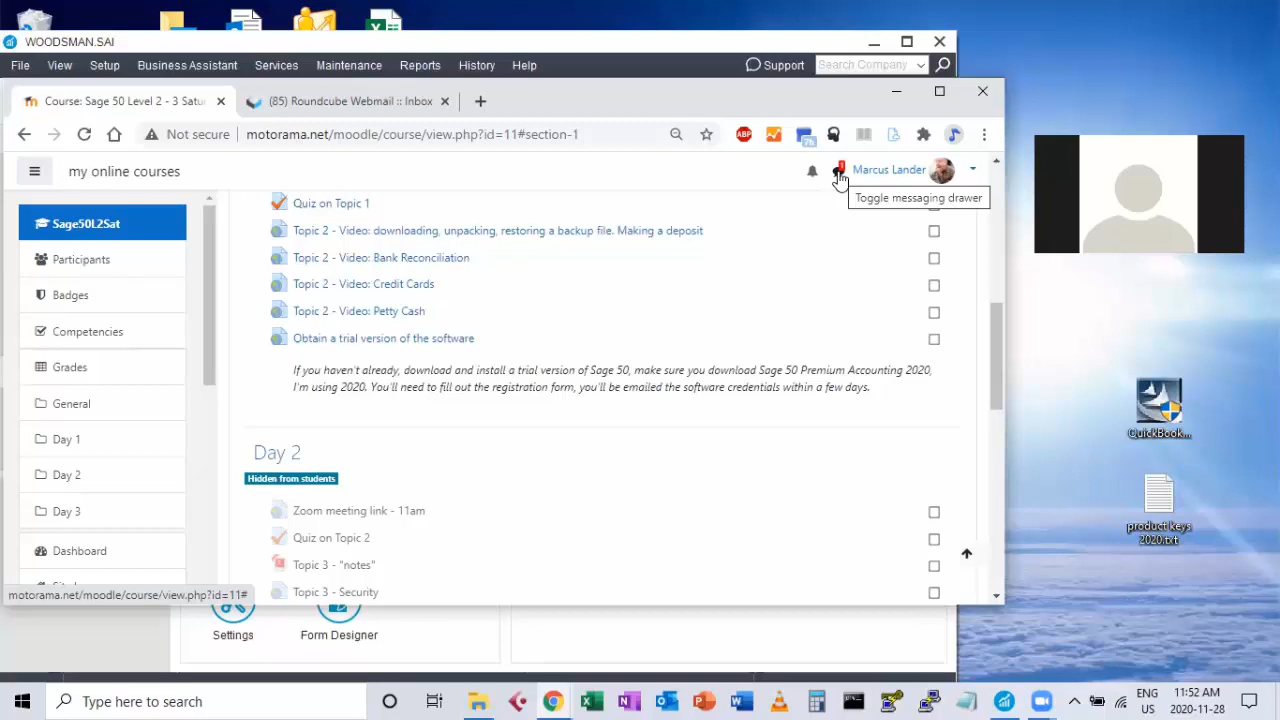 WOODSMAN.SAI
File View Setup Business Assistant Services Maintenance Reports History Help Support Search Company
Course: Sage 50 Level 2 - 3 Satu
(85) Roundcube Webmail :: Inbox
Not secure motorama.net/moodle/course/view.php?id=11#section-1
ABP
my online courses
1
Marcus Lander
Toggle messaging drawer
Sage50L2Sat
Participants
Badges
Competencies
Grades
General
Day 1
Day 2
Day 3
Dashboard
Quiz on Topic 1
Topic 2 - Video: downloading, unpacking, restoring a backup file. Making a deposit
Topic 2 - Video: Bank Reconciliation
Topic 2 - Video: Credit Cards
Topic 2 - Video: Petty Cash
Obtain a trial version of the software
If you haven't already, download and install a trial version of Sage 50, make sure you download Sage 50 Premium Accounting 2020,
I'm using 2020. You'll need to fill out the registration form, you'll be emailed the software credentials within a few days.
Day 2
Hidden from students
Zoom meeting link - 11am
Quiz on Topic 2
Topic 3 - "notes"
Topic 3 - Security
motorama.net/moodle/course/view.php?id=11#
Settings
Form Designer
QuickBook...
product keys
2020.txt
Type here to search
ENG
US
11:52 AM
2020-11-28